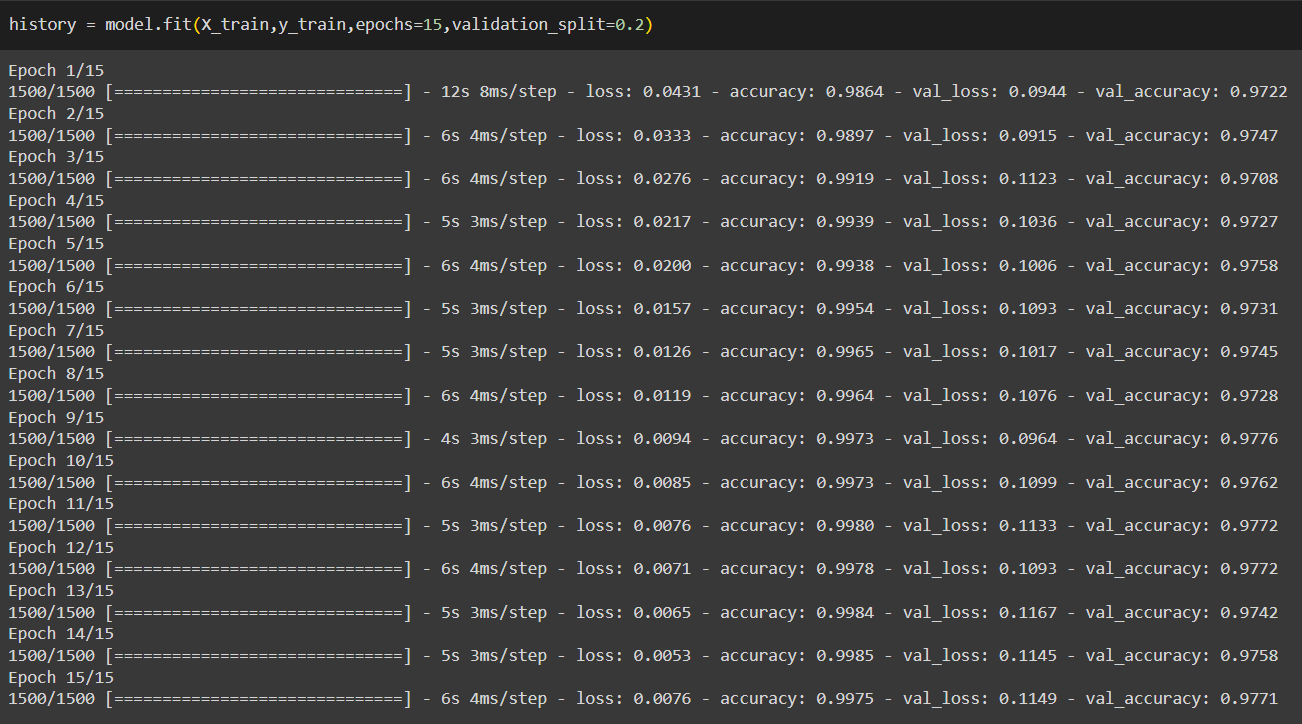 history = model.fit(X_train,y_train,epochs=15,validation_split=0.2)
Epoch 1/15
1500/1500 [==============================] - 12s 8ms/step - loss: 0.0431 - accuracy: 0.9864 - val_loss: 0.0944 - val_accuracy: 0.9722
Epoch 2/15
1500/1500 [==============================] - 6s 4ms/step - loss: 0.0333 - accuracy: 0.9897 - val_loss: 0.0915 - val_accuracy: 0.9747
Epoch 3/15
1500/1500 [==============================] - 6s 4ms/step - loss: 0.0276 - accuracy: 0.9919 - val_loss: 0.1123 - val_accuracy: 0.9708
Epoch 4/15
1500/1500 [==============================] - 5s 3ms/step - loss: 0.0217 - accuracy: 0.9939 - val_loss: 0.1036 - val_accuracy: 0.9727
Epoch 5/15
1500/1500 [==============================] - 6s 4ms/step - loss: 0.0200 - accuracy: 0.9938 - val_loss: 0.1006 - val_accuracy: 0.9758
Epoch 6/15
1500/1500 [==============================] - 5s 3ms/step - loss: 0.0157 - accuracy: 0.9954 - val_loss: 0.1093 - val_accuracy: 0.9731
Epoch 7/15
1500/1500 [==============================] - 5s 3ms/step - loss: 0.0126 - accuracy: 0.9965 - val_loss: 0.1017 - val_accuracy: 0.9745
Epoch 8/15
1500/1500 [==============================] - 6s 4ms/step - loss: 0.0119 - accuracy: 0.9964 - val_loss: 0.1076 - val_accuracy: 0.9728
Epoch 9/15
1500/1500 [==============================] - 4s 3ms/step - loss: 0.0094 - accuracy: 0.9973 - val_loss: 0.0964 - val_accuracy: 0.9776
Epoch 10/15
1500/1500 [==============================] - 6s 4ms/step - loss: 0.0085 - accuracy: 0.9973 - val_loss: 0.1099 - val_accuracy: 0.9762
Epoch 11/15
1500/1500 [==============================] - 5s 3ms/step - loss: 0.0076 - accuracy: 0.9980 - val_loss: 0.1133 - val_accuracy: 0.9772
Epoch 12/15
1500/1500 [==============================] - 6s 4ms/step - loss: 0.0071 - accuracy: 0.9978 - val_loss: 0.1093 - val_accuracy: 0.9772
Epoch 13/15
1500/1500 [==============================] - 5s 3ms/step - loss: 0.0065 - accuracy: 0.9984 - val_loss: 0.1167 - val_accuracy: 0.9742
Epoch 14/15
1500/1500 [==============================] - 5s 3ms/step - loss: 0.0053 - accuracy: 0.9985 - val_loss: 0.1145 - val_accuracy: 0.9758
Epoch 15/15
1500/1500 [==============================] - 6s 4ms/step - loss: 0.0076 - accuracy: 0.9975 - val_loss: 0.1149 - val_accuracy: 0.9771